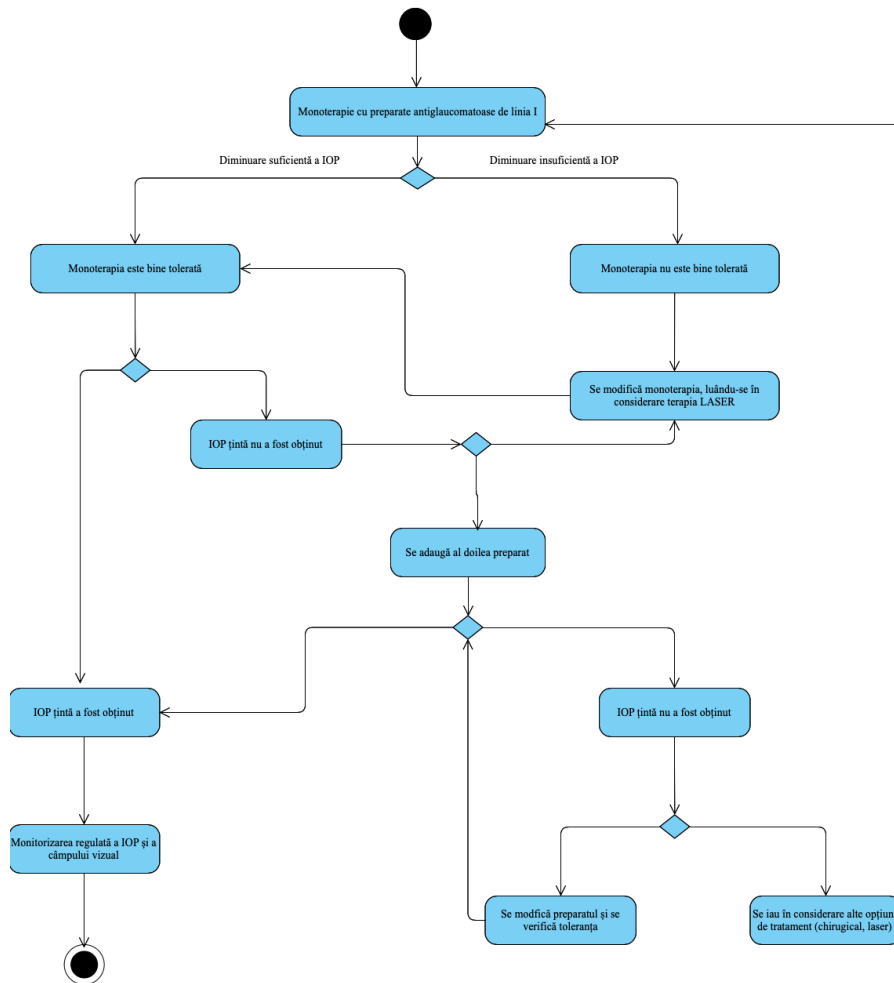 Monoterapie cu preparate antiglaucomatoase de linia I
Diminuare suficientă a IOP
Diminuare insuficientă a IOP
Monoterapia este bine tolerată
Monoterapia nu este bine tolerată
Se modifică monoterapia, luându-se în
considerare terapia LASER
IOP țintă nu a fost obținut
Se adaugă al doilea preparat
IOP țintă a fost obținut
IOP țintă nu a fost obținut
Monitorizarea regulată a IOP și a
câmpului vizual
Se modfică preparatul și se
verifică toleranța
Se iau în considerare alte opțiun
de tratament (chirugical, laser)